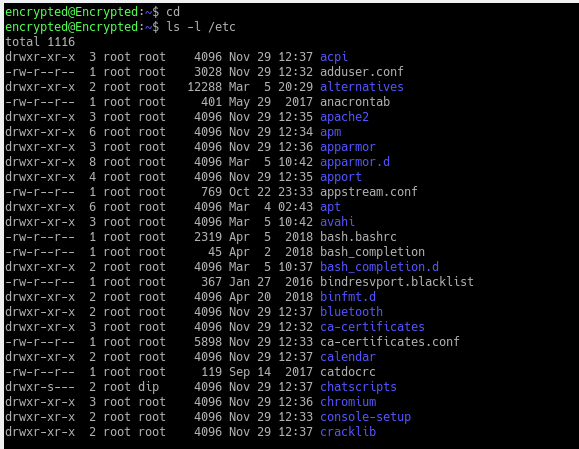 encrypted@Encrypted:~$ cd
encrypted@Encrypted:~$ ls -l /etc
total 1116
drwxr-xr-x  3 root root    4096 Nov 29 12:37 acpi
-rw-r--r--  1 root root    3028 Nov 29 12:32 adduser.conf
drwxr-xr-x  2 root root   12288 Mar  5 20:29 alternatives
-rw-r--r--  1 root root     401 May 29  2017 anacrontab
drwxr-xr-x  3 root root    4096 Nov 29 12:35 apache2
drwxr-xr-x  6 root root    4096 Nov 29 12:34 apm
drwxr-xr-x  3 root root    4096 Nov 29 12:36 apparmor
drwxr-xr-x  8 root root    4096 Mar  5 10:42 apparmor.d
drwxr-xr-x  4 root root    4096 Nov 29 12:35 apport
-rw-r--r--  1 root root     769 Oct 22 23:33 appstream.conf
drwxr-xr-x  6 root root    4096 Mar  4 02:43 apt
drwxr-xr-x  3 root root    4096 Mar  5 10:42 avahi
-rw-r--r--  1 root root    2319 Apr  5  2018 bash.bashrc
-rw-r--r--  1 root root      45 Apr  2  2018 bash_completion
drwxr-xr-x  2 root root    4096 Mar  5 10:37 bash_completion.d
-rw-r--r--  1 root root     367 Jan 27  2016 bindresvport.blacklist
drwxr-xr-x  2 root root    4096 Apr 20  2018 binfmt.d
drwxr-xr-x  2 root root    4096 Nov 29 12:37 bluetooth
drwxr-xr-x  3 root root    4096 Nov 29 12:32 ca-certificates
-rw-r--r--  1 root root    5898 Nov 29 12:33 ca-certificates.conf
drwxr-xr-x  2 root root    4096 Nov 29 12:37 calendar
-rw-r--r--  1 root root     119 Sep 14  2017 catdocrc
drwxr-s---  2 root dip     4096 Nov 29 12:37 chatscripts
drwxr-xr-x  3 root root    4096 Nov 29 12:36 chromium
drwxr-xr-x  2 root root    4096 Nov 29 12:33 console-setup
drwxr-xr-x  2 root root    4096 Nov 29 12:37 cracklib